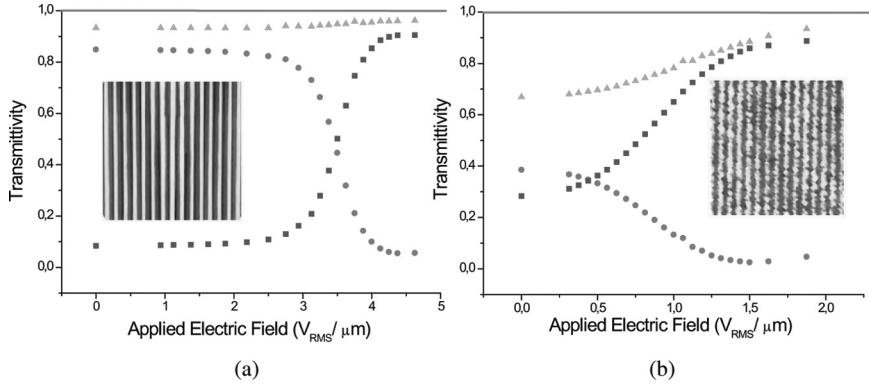 1,0
0,8
0,6
0,4
0,2
0,0
Transmittivity
0 1 2 3 4 5
Applied Electric Field (V_RMS/ μm)
(a)
1,0
0,8
0,6
0,4
0,2
0,0
Transmittivity
0,0 0,5 1,0 1,5 2,0
Applied Electric Field (V_RMS/ μm)
(b)